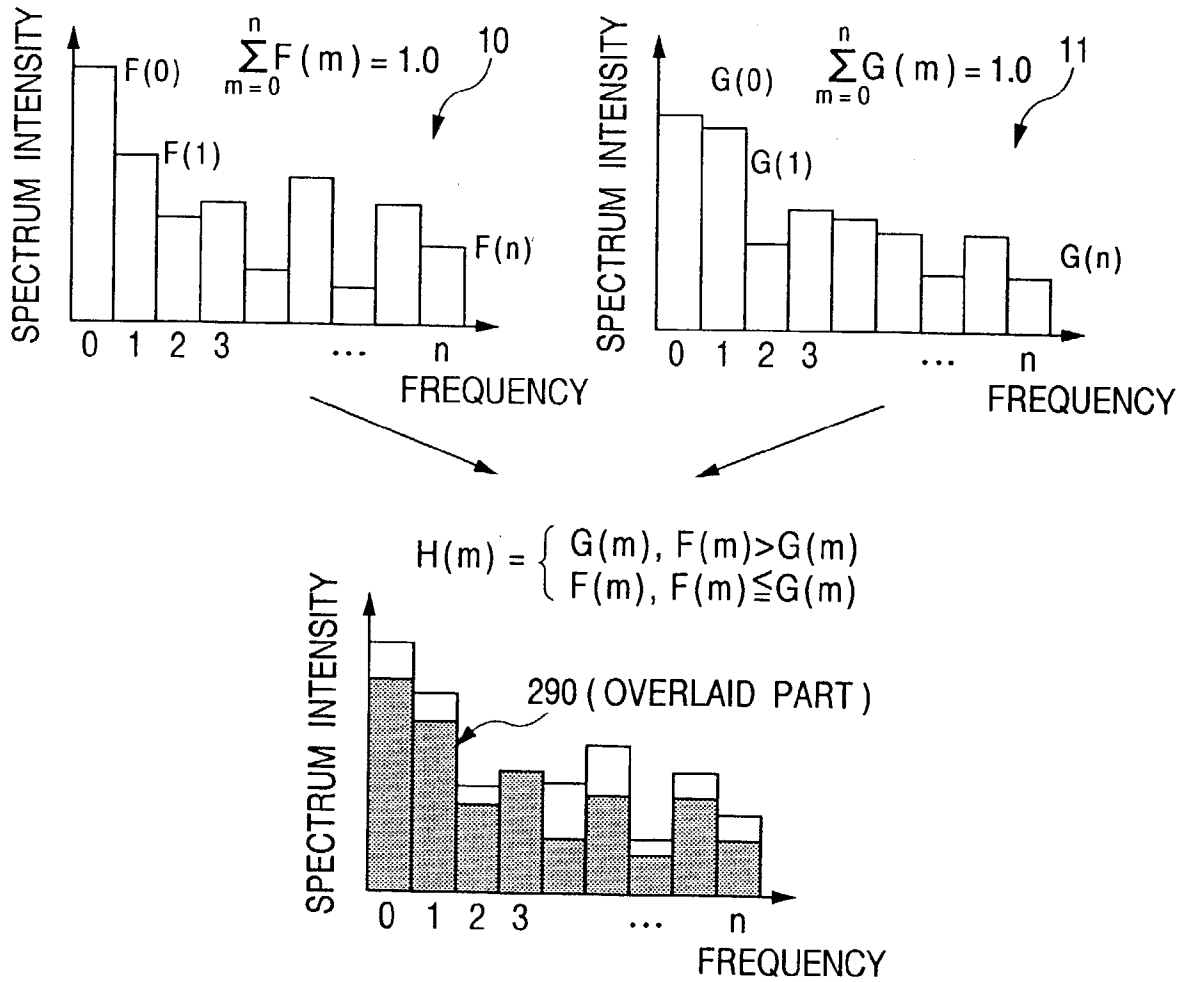 SPECTRUM INTENSITY
F(0)
n
Σ F(m) = 1.0
m = 0
10
F(1)
F(n)
0 1 2 3 ... n
FREQUENCY
SPECTRUM INTENSITY
G(0)
n
Σ G(m) = 1.0
m = 0
11
G(1)
G(n)
0 1 2 3 ... n
FREQUENCY
H(m) = { G(m), F(m)>G(m)
F(m), F(m)≦G(m)
SPECTRUM INTENSITY
290 (OVERLAID PART)
0 1 2 3 ... n
FREQUENCY